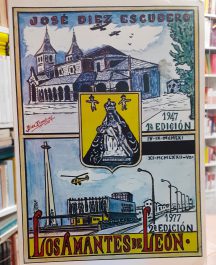 JOSÉ DIEZ ESCUDERO
1947
1ª EDICIÓN
1977
2ª EDICIÓN
LOS AMANTES DE LEÓN.